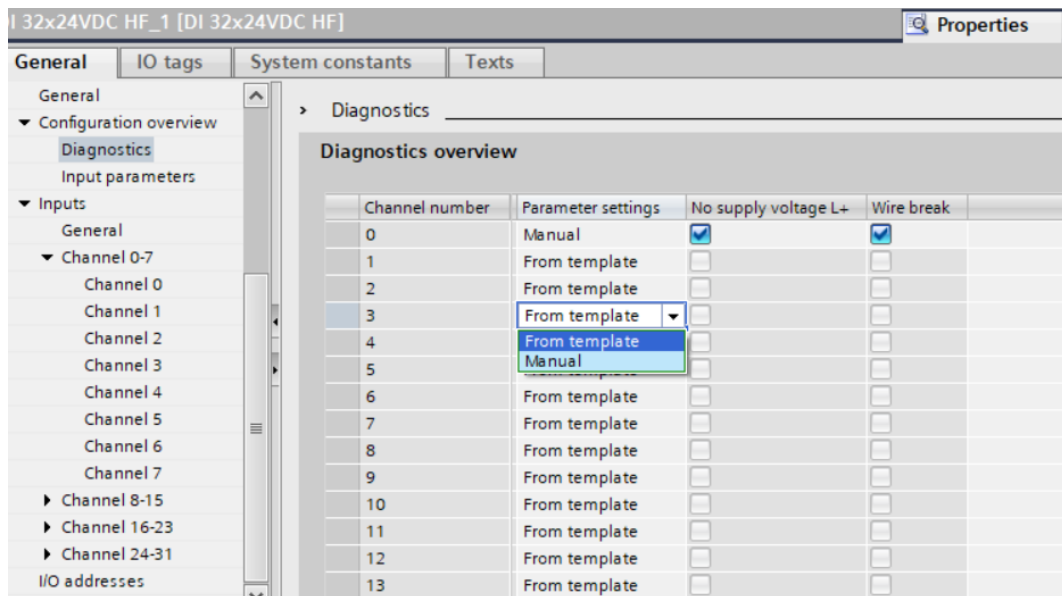 DI 32x24VDC HF_1 [DI 32x24VDC HF]
Properties
General IO tags System constants Texts
General
Configuration overview
Diagnostics
Input parameters
Inputs
General
Channel 0-7
Channel 0
Channel 1
Channel 2
Channel 3
Channel 4
Channel 5
Channel 6
Channel 7
Channel 8-15
Channel 16-23
Channel 24-31
I/O addresses
Diagnostics
Diagnostics overview
Channel number Parameter settings No supply voltage L+ Wire break
0 Manual
1 From template
2 From template
3 From template
4 From template
Manual
5
6 From template
7 From template
8 From template
9 From template
10 From template
11 From template
12 From template
13 From template